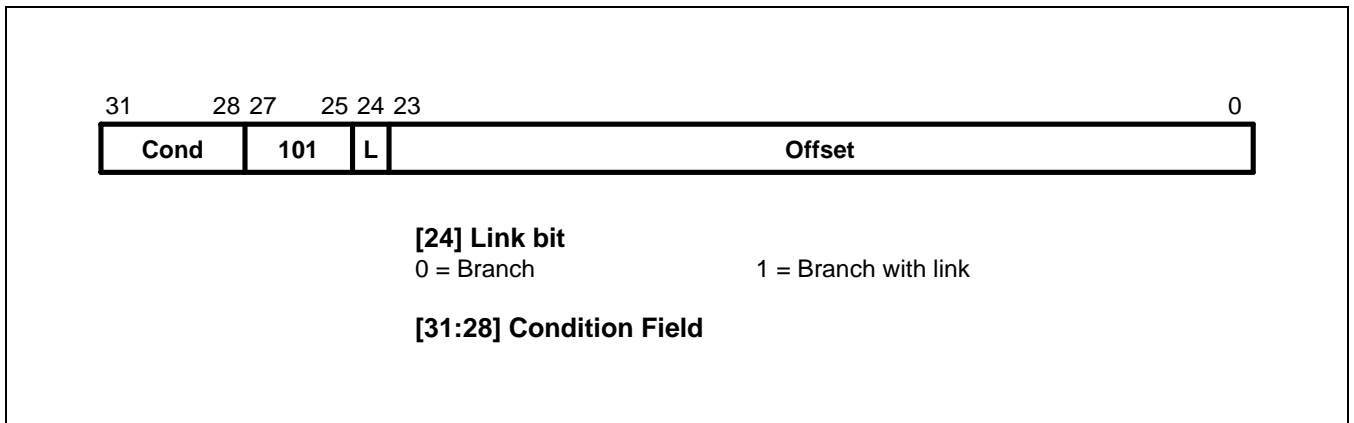 31 28 27 25 24 23 0
Cond 101 L Offset
[24] Link bit
0 = Branch 1 = Branch with link
[31:28] Condition Field